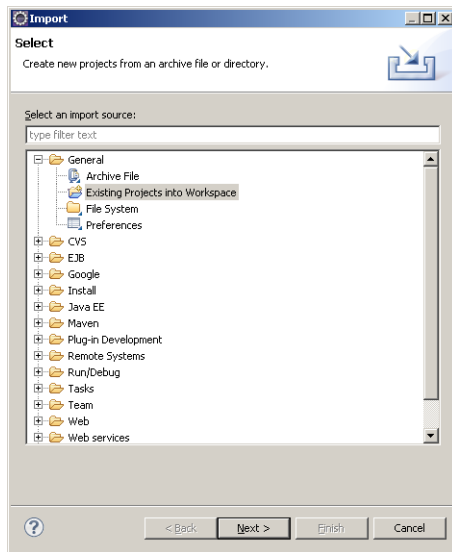 Import
Select
Create new projects from an archive file or directory.
Select an import source:
type filter text
General
Archive File
Existing Projects into Workspace
File System
Preferences
CVS
EJB
Google
Install
Java EE
Maven
Plug-in Development
Remote Systems
Run/Debug
Tasks
Team
Web
Web services
< Back Next > Finish Cancel